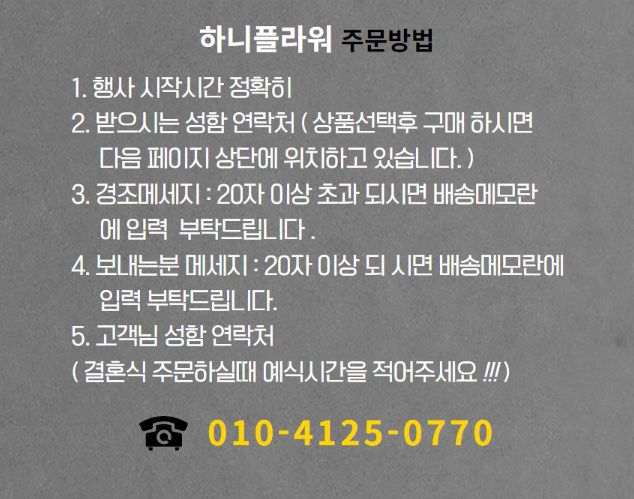 하니플라워 주문방법
1. 행사 시작시간 정확히
2. 받으시는 성함 연락처 ( 상품선택후 구매 하시면
다음 페이지 상단에 위치하고 있습니다. )
3. 경조메세지 : 20자 이상 초과 되시면 배송메모란
에 입력 부탁드립니다 .
4. 보내는분 메세지 : 20자 이상 되 시면 배송메모란에
입력 부탁드립니다.
5. 고객님 성함 연락처
( 결혼식 주문하실때 예식시간을 적어주세요 !!! )
010-4125-0770